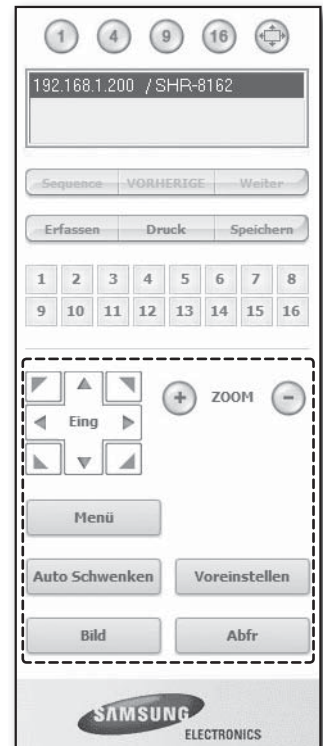 1 4 9 16
192.168.1.200 / SHR-8162
Sequence VORHERIGE Weiter
Erfassen Druck Speichern
1 2 3 4 5 6 7 8
9 10 11 12 13 14 15 16
Eing
+ ZOOM -
Menü
Auto Schwenken Voreinstellen
Bild Abfr
SAMSUNG
ELECTRONICS